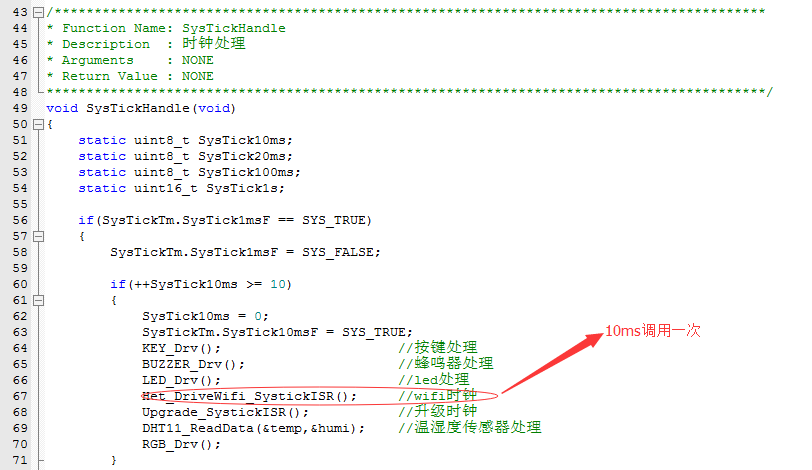 43 /*****************************************************************************************
44 * Function Name: SysTickHandle
45 * Description  : 时钟处理
46 * Arguments    : NONE
47 * Return Value : NONE
48 ******************************************************************************************/
49 void SysTickHandle(void)
50 {
51     static uint8_t SysTick10ms;
52     static uint8_t SysTick20ms;
53     static uint8_t SysTick100ms;
54     static uint16_t SysTick1s;
55
56     if(SysTickTm.SysTick1msF == SYS_TRUE)
57     {
58         SysTickTm.SysTick1msF = SYS_FALSE;
59
60         if(++SysTick10ms >= 10)
61         {
62             SysTick10ms = 0;
63             SysTickTm.SysTick10msF = SYS_TRUE;
64             KEY_Drv();                      //按键处理
65             BUZZER_Drv();                   //蜂鸣器处理
66             LED_Drv();                      //led处理
67             Het_DriveWifi_SystickISR();     //wifi时钟
10ms调用一次
68             Upgrade_SystickISR();           //升级时钟
69             DHT11_ReadData(&temp,&humi);    //温湿度传感器处理
70             RGB_Drv();
71         }